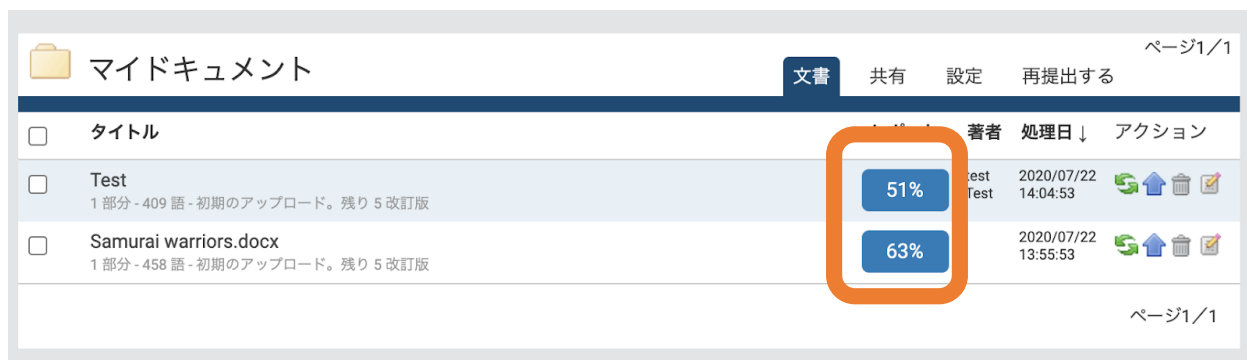 ページ1／1
マイドキュメント
文書 共有 設定 再提出する
タイトル 著者 処理日↓ アクション
Test 51% test 2020/07/22
1 部分 - 409 語 - 初期のアップロード。残り 5 改訂版 Test 14:04:53
Samurai warriors.docx 63% 2020/07/22
1 部分 - 458 語 - 初期のアップロード。残り 5 改訂版 13:55:53
ページ1／1